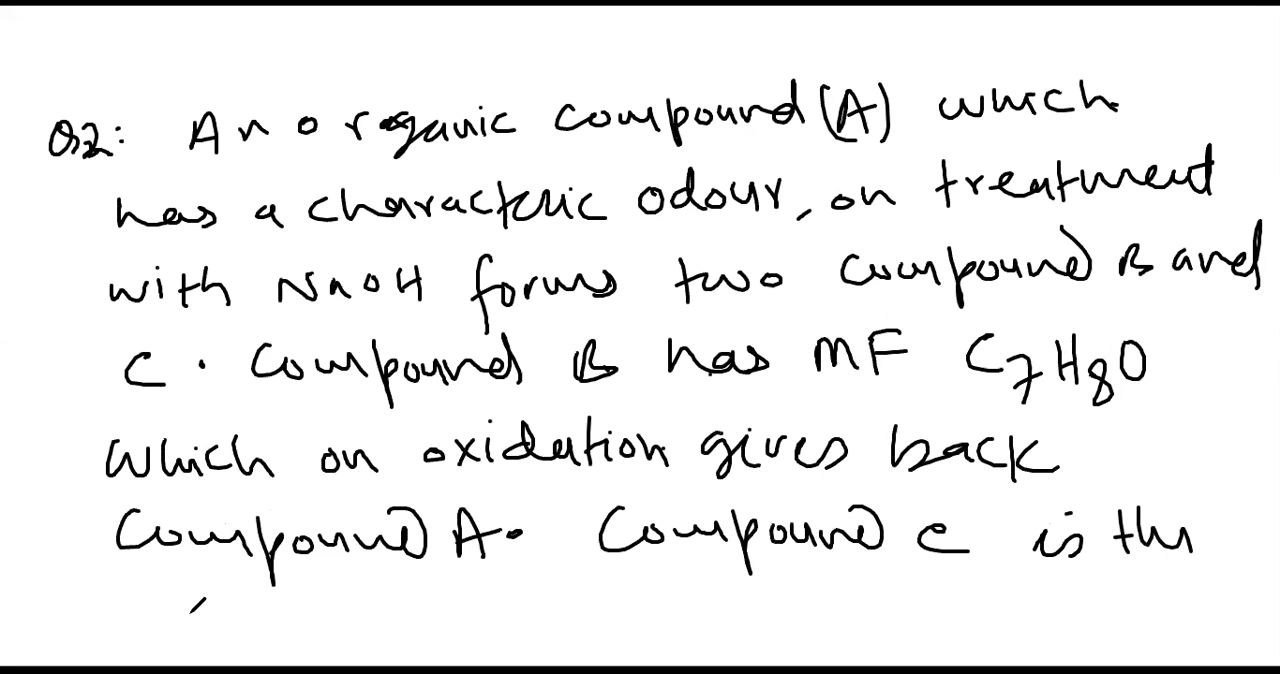 Q2: An organic compound (A) which
has a characteric odour, on treatment
with NaOH forms two compound B and
C. Compound B has MF C7H8O
which on oxidation gives back
compound A. Compound C is the